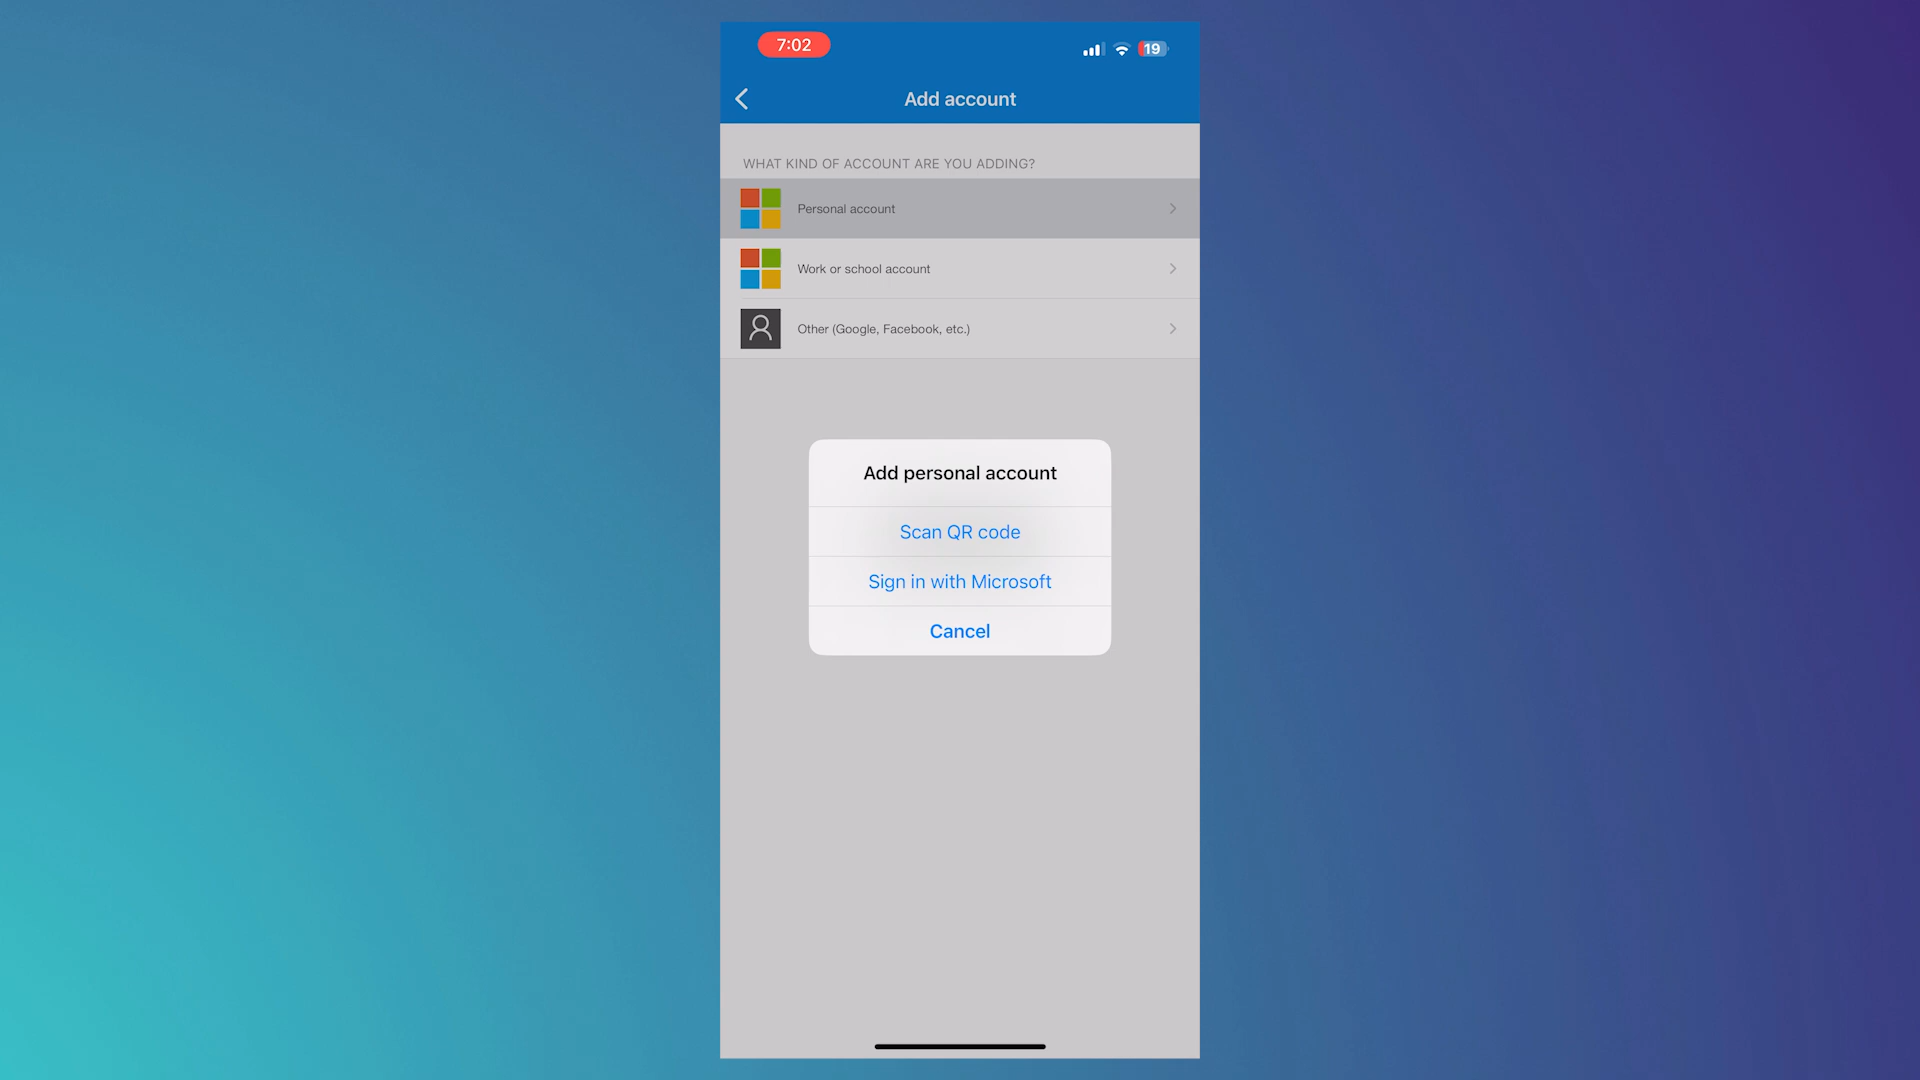 7:02
19
Add account
WHAT KIND OF ACCOUNT ARE YOU ADDING?
Personal account
Work or school account
Other (Google, Facebook, etc.)
Add personal account
Scan QR code
Sign in with Microsoft
Cancel